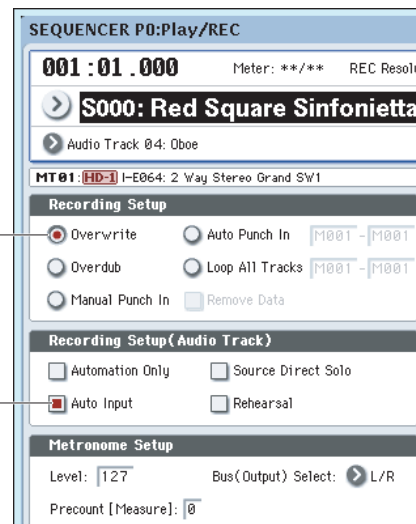 SEQUENCER P0:Play/REC
001:01.000 Meter: **/** REC Resolu
S000: Red Square Sinfonietta
Audio Track 04: Oboe
MT01:HD-1 I-E064: 2 Way Stereo Grand SW1
Recording Setup
Overwrite Auto Punch In M001 - M001
Overdub Loop All Tracks M001 - M001
Manual Punch In Remove Data
Recording Setup(Audio Track)
Automation Only Source Direct Solo
Auto Input Rehearsal
Metronome Setup
Level: 127 Bus(Output) Select: L/R
Precount [Measure]: 0